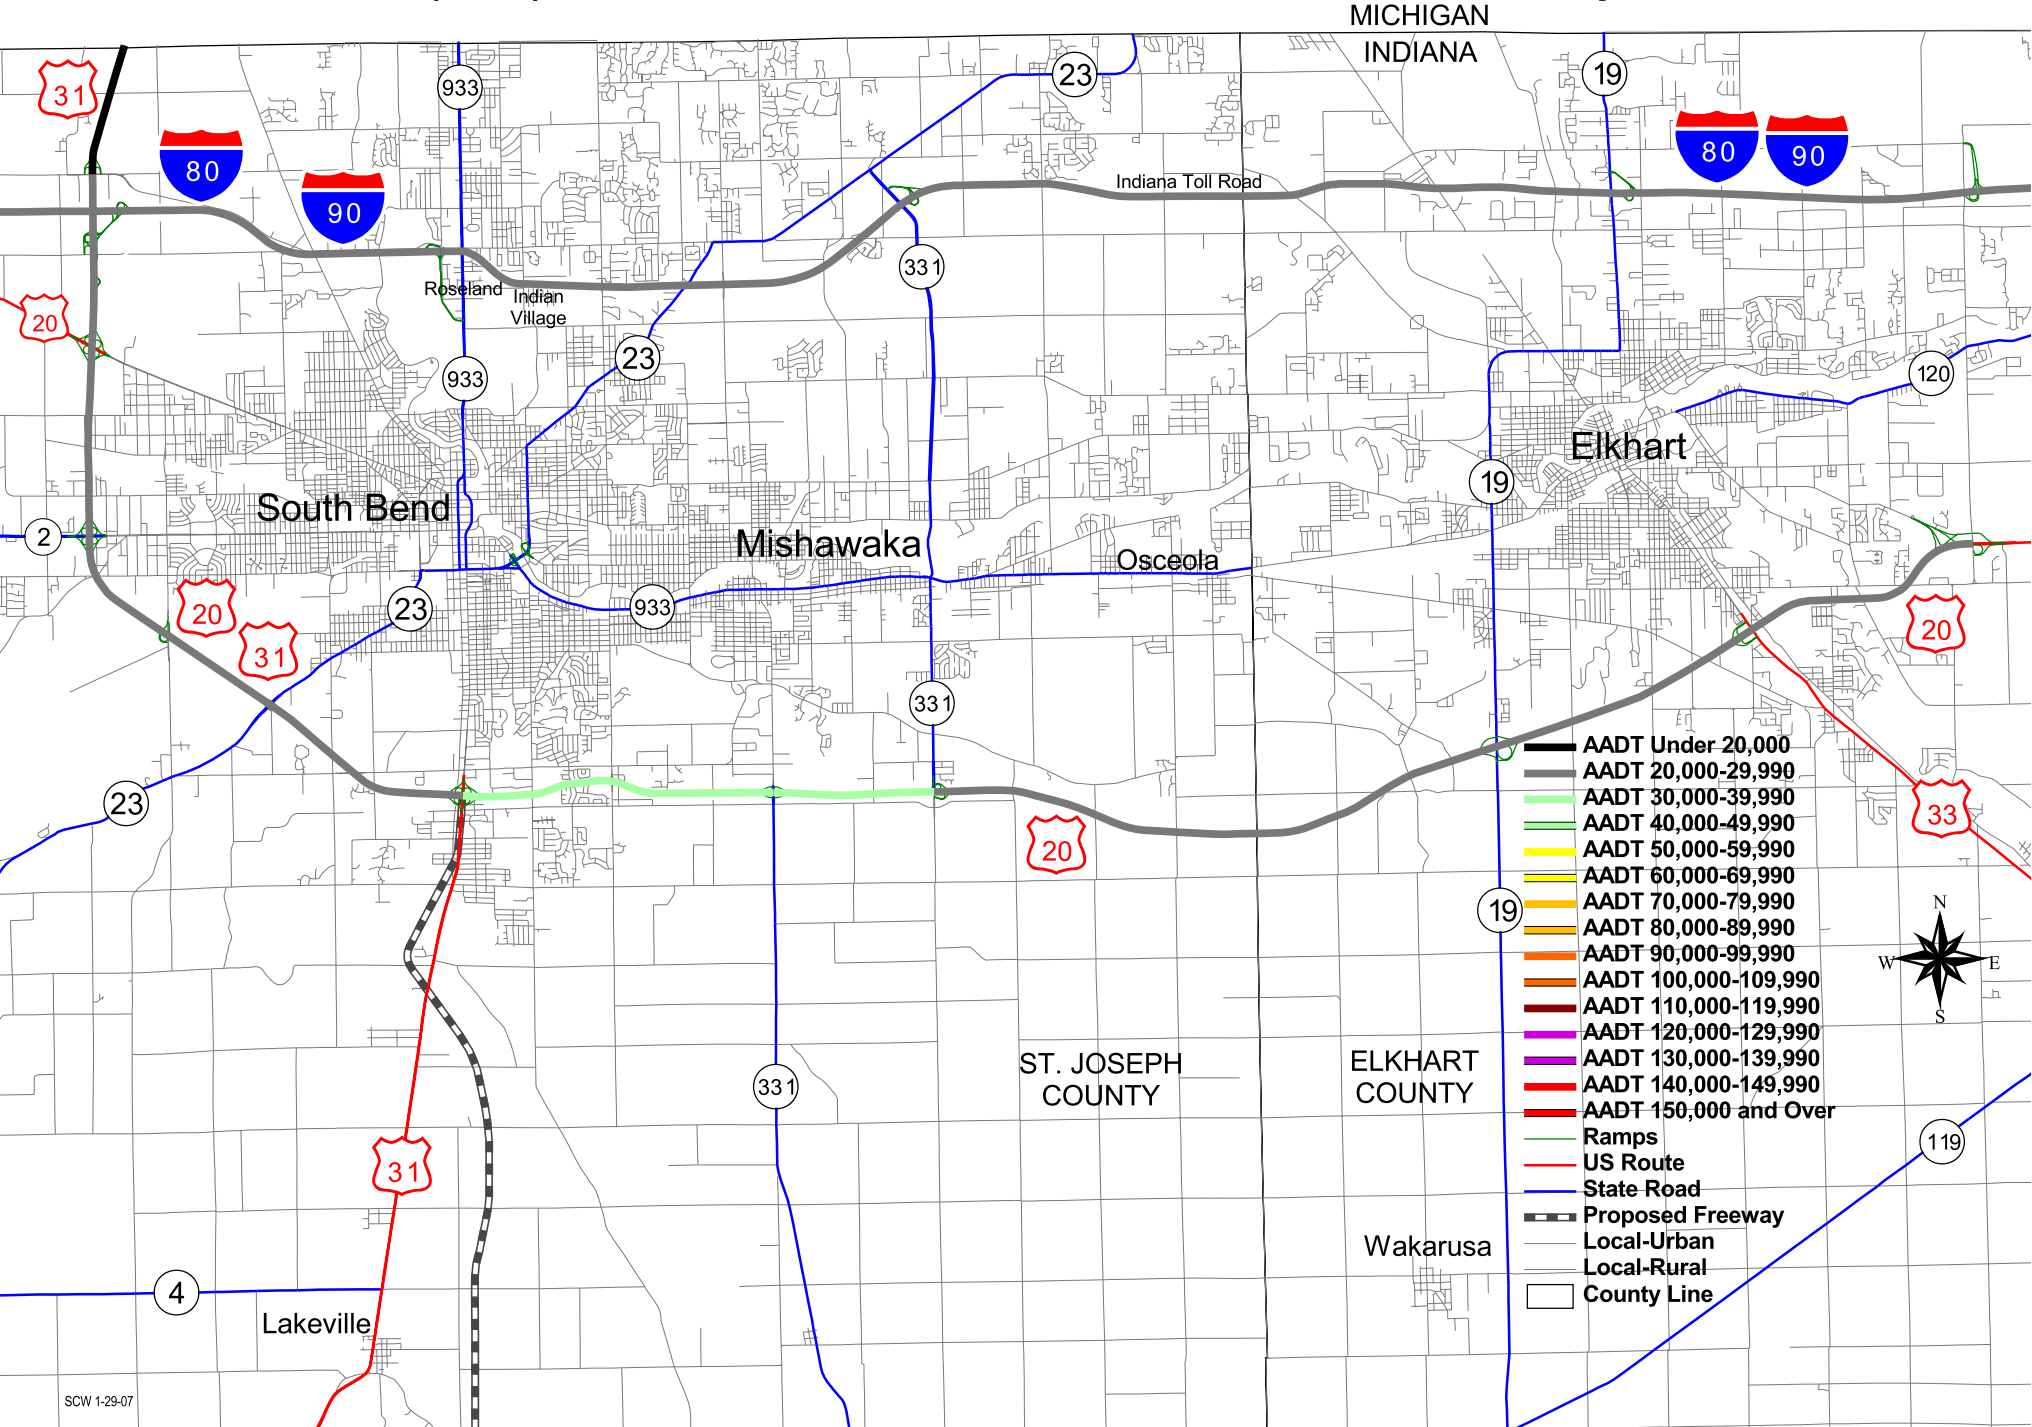 MICHIGAN
INDIANA
31
933
23
19
80
90
80
90
Indiana Toll Road
331
Roseland
Indian
Village
20
23
933
120
Elkhart
19
South Bend
2
Mishawaka
Osceola
20
31
23
933
20
331
23
20
33
19
AADT Under 20,000
AADT 20,000-29,990
AADT 30,000-39,990
AADT 40,000-49,990
AADT 50,000-59,990
AADT 60,000-69,990
AADT 70,000-79,990
AADT 80,000-89,990
AADT 90,000-99,990
AADT 100,000-109,990
AADT 110,000-119,990
AADT 120,000-129,990
AADT 130,000-139,990
AADT 140,000-149,990
AADT 150,000 and Over
Ramps
US Route
State Road
Proposed Freeway
Local-Urban
Local-Rural
County Line
N
W
E
S
ST. JOSEPH
COUNTY
ELKHART
COUNTY
331
31
119
Wakarusa
4
Lakeville
SCW 1-29-07